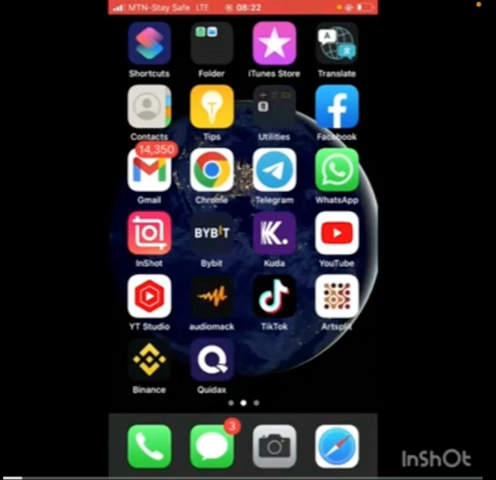 MTN-Stay Safe LTE 08:22
Shortcuts Folder iTunes Store Translate
Contacts Tips Utilities Facebook
14,350
Gmail Chrome Telegram WhatsApp
BYBIT K.
InShot Bybit Kuda YouTube
YT Studio audiomack TikTok Artsplit
Binance Quidax
3
InShOt